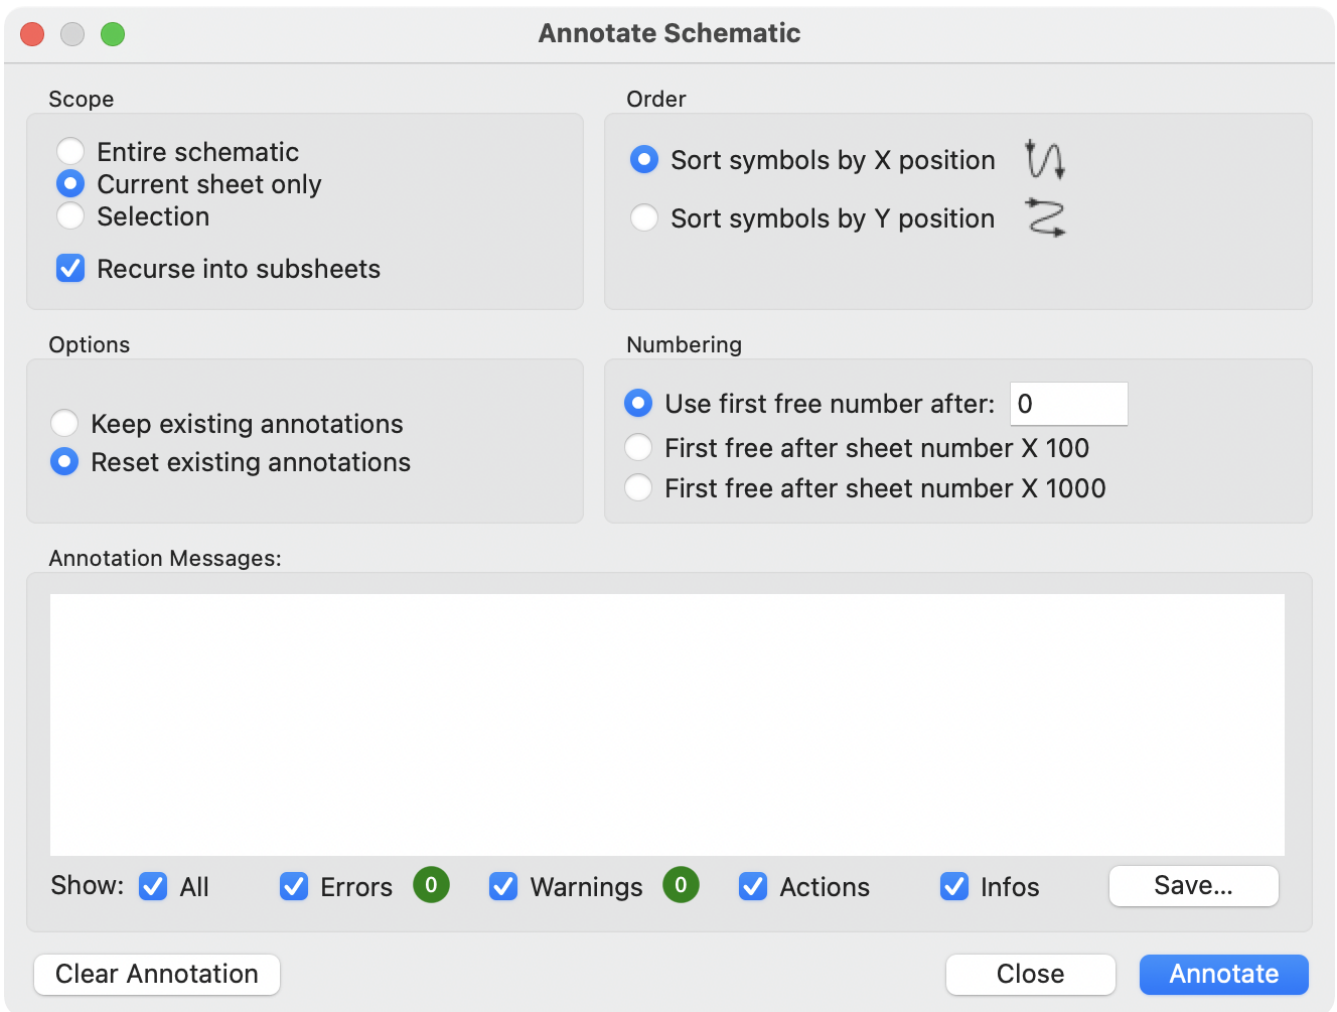 Annotate Schematic
Scope
Entire schematic
Current sheet only
Selection
Recurse into subsheets
Order
Sort symbols by X position
Sort symbols by Y position
Options
Keep existing annotations
Reset existing annotations
Numbering
Use first free number after: 0
First free after sheet number X 100
First free after sheet number X 1000
Annotation Messages:
Show: All Errors 0 Warnings 0 Actions Infos Save...
Clear Annotation Close Annotate